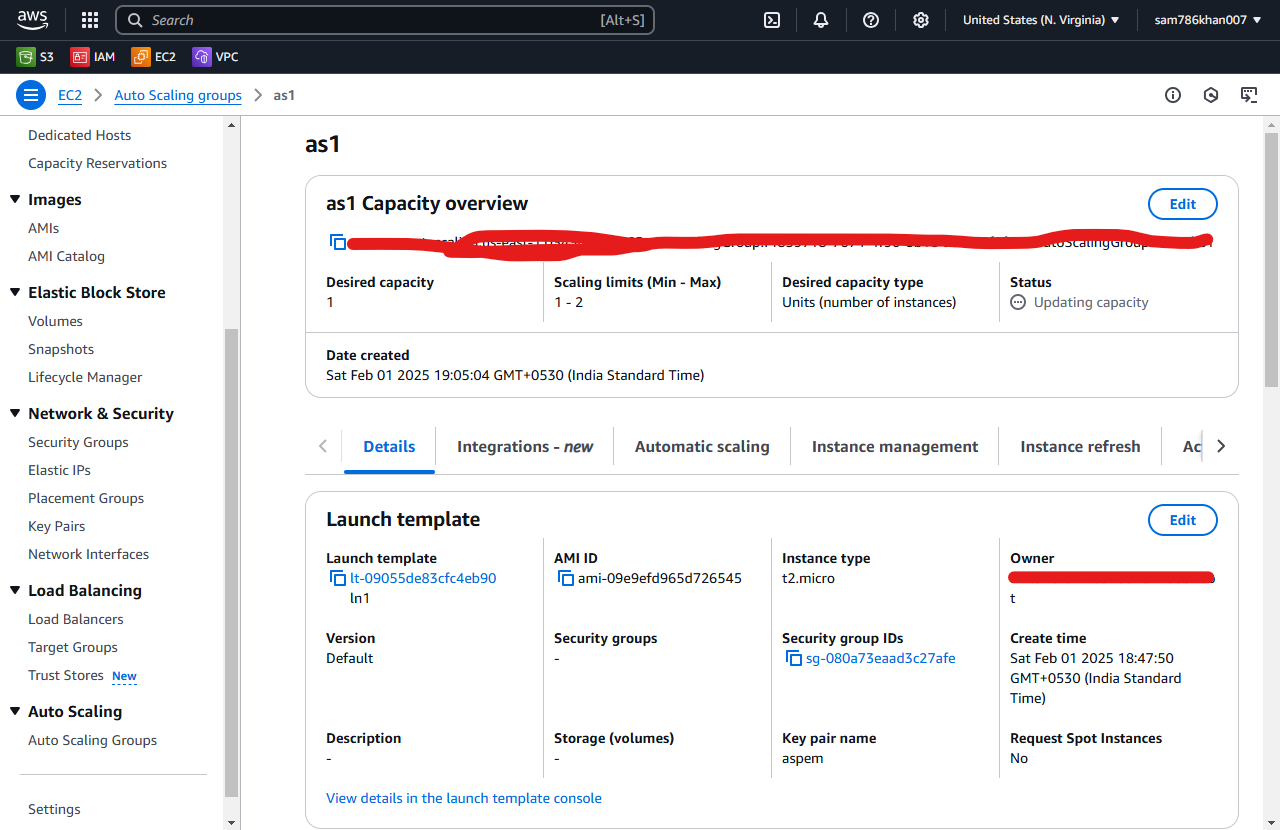 aws
Search
[Alt+S]
United States (N. Virginia)
sam786khan007
S3
IAM
EC2
VPC
EC2
Auto Scaling groups
as1
Dedicated Hosts
Capacity Reservations
Images
AMIs
AMI Catalog
Elastic Block Store
Volumes
Snapshots
Lifecycle Manager
Network & Security
Security Groups
Elastic IPs
Placement Groups
Key Pairs
Network Interfaces
Load Balancing
Load Balancers
Target Groups
Trust Stores New
Auto Scaling
Auto Scaling Groups
Settings
as1
as1 Capacity overview
Edit
Desired capacity
1
Scaling limits (Min - Max)
1 - 2
Desired capacity type
Units (number of instances)
Status
Updating capacity
Date created
Sat Feb 01 2025 19:05:04 GMT+0530 (India Standard Time)
Details
Integrations - new
Automatic scaling
Instance management
Instance refresh
Ac
Launch template
Edit
Launch template
lt-09055de83cfc4eb90
ln1
AMI ID
ami-09e9efd965d726545
Instance type
t2.micro
Owner
t
Version
Default
Security groups
-
Security group IDs
sg-080a73eaad3c27afe
Create time
Sat Feb 01 2025 18:47:50
GMT+0530 (India Standard
Time)
Description
-
Storage (volumes)
-
Key pair name
aspem
Request Spot Instances
No
View details in the launch template console